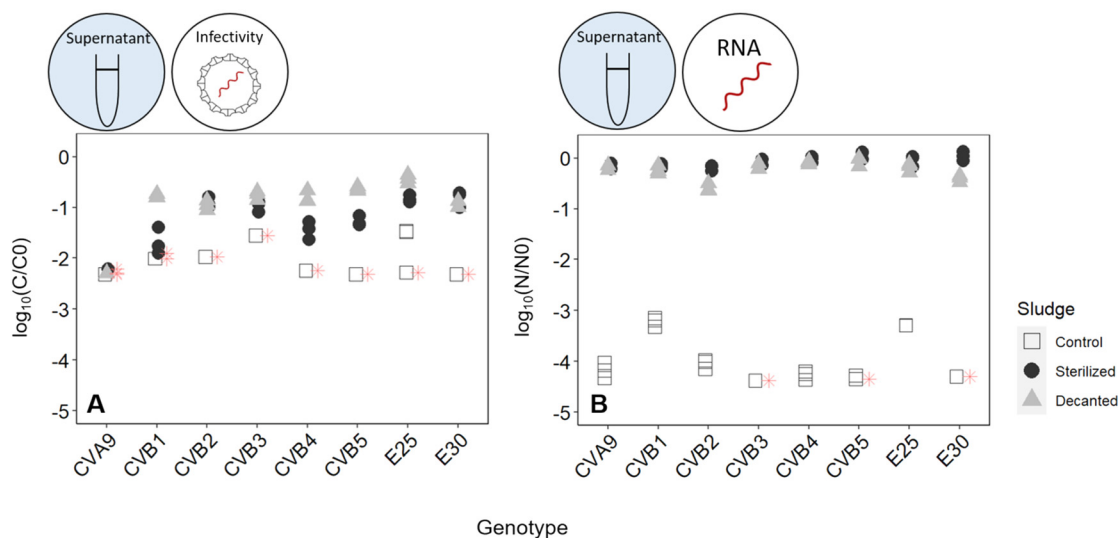 Supernatant
Infectivity
Supernatant
RNA
log10(C/C0)
0
-1
-2
-3
-4
-5
A
CVA9
CVB1
CVB2
CVB3
CVB4
CVB5
E25
E30
log10(N/N0)
0
-1
-2
-3
-4
-5
B
CVA9
CVB1
CVB2
CVB3
CVB4
CVB5
E25
E30
Sludge
Control
Sterilized
Decanted
Genotype